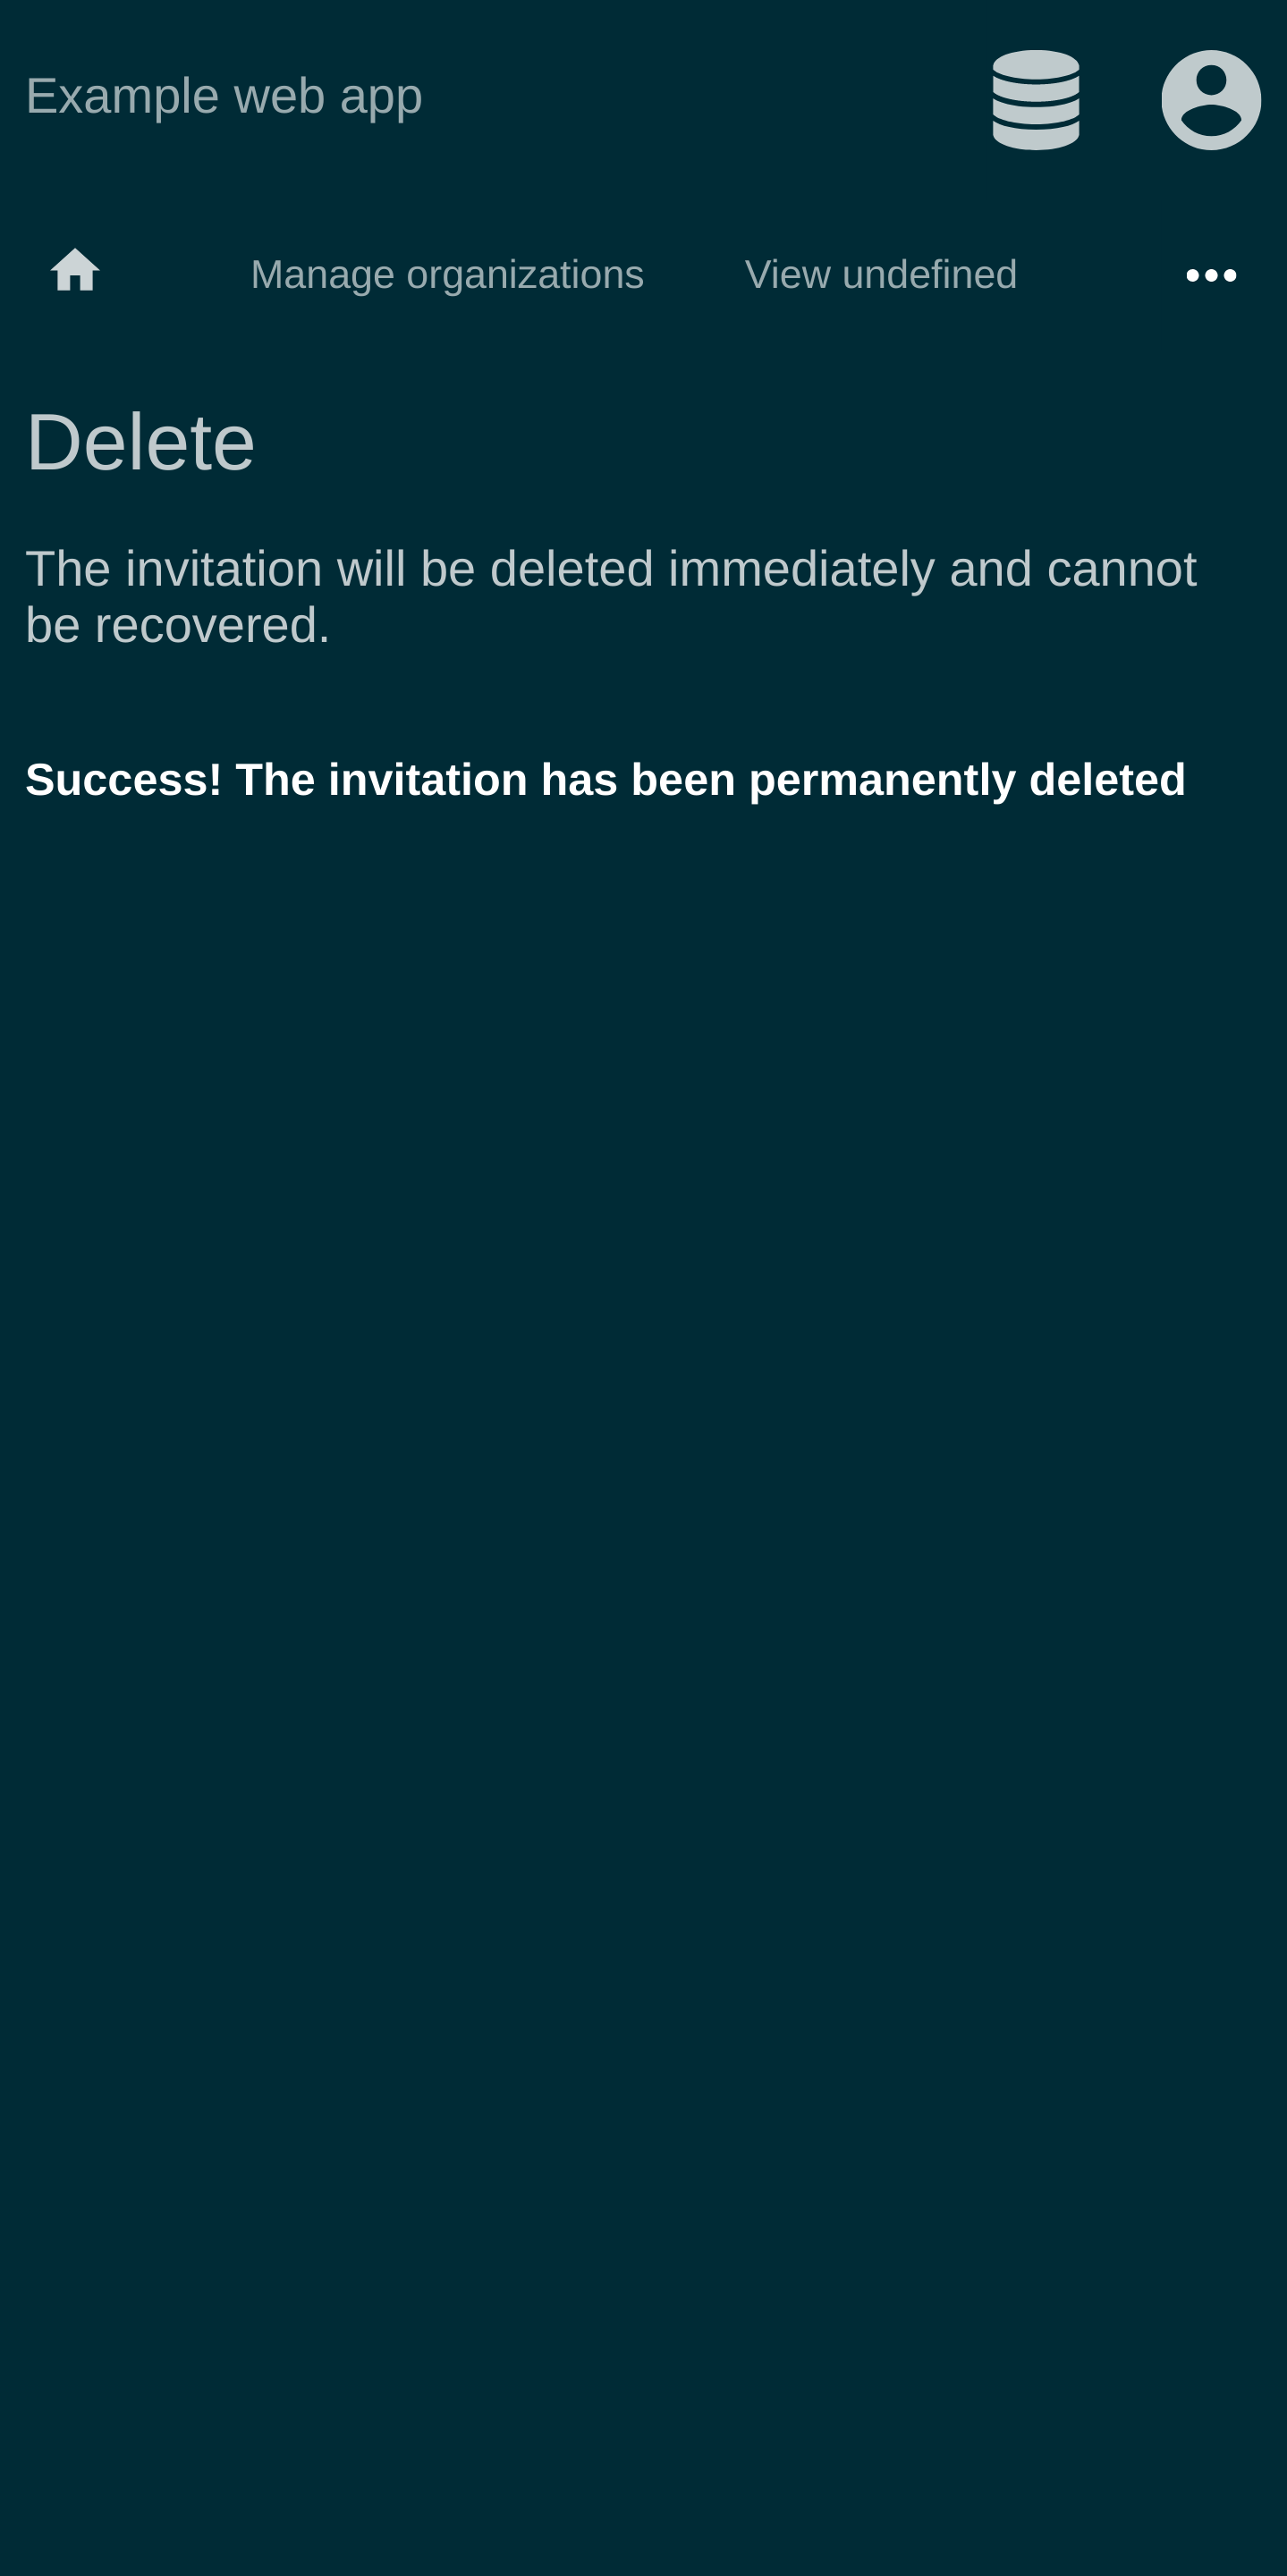 Example web app
Manage organizations View undefined
Delete
The invitation will be deleted immediately and cannot
be recovered.
Success! The invitation has been permanently deleted